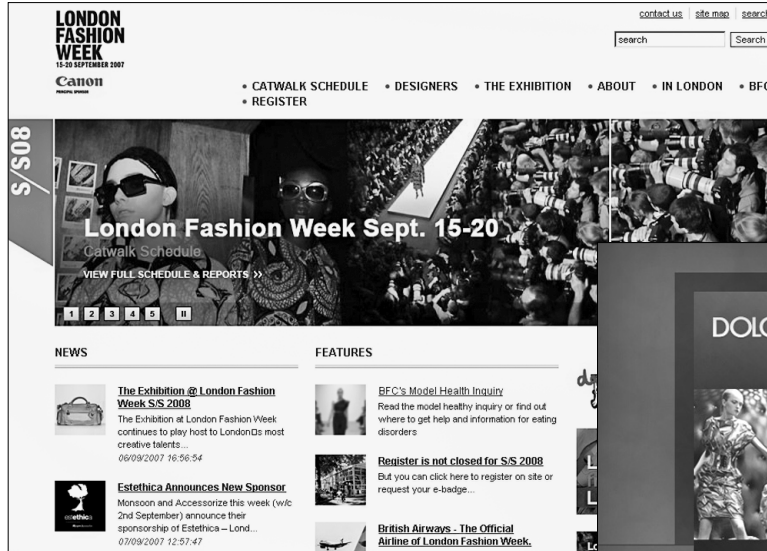 LONDON
FASHION
WEEK
15-20 SEPTEMBER 2007
Canon
PRINCIPAL SPONSOR
contact us site map search
search Search
• CATWALK SCHEDULE • DESIGNERS • THE EXHIBITION • ABOUT • IN LONDON • BFC
• REGISTER
S/S08
London Fashion Week Sept. 15-20
Catwalk Schedule
VIEW FULL SCHEDULE & REPORTS >>
1 2 3 4 5 II
NEWS
The Exhibition @ London Fashion
Week S/S 2008
The Exhibition at London Fashion Week
continues to play host to London□s most
creative talents...
06/09/2007 16:56:54
Estethica Announces New Sponsor
Monsoon and Accessorize this week (w/c
2nd September) announce their
sponsorship of Estethica – Lond...
07/09/2007 12:57:47
estethica
FEATURES
BFC's Model Health Inquiry
Read the model healthy inquiry or find out
where to get help and information for eating
disorders
Register is not closed for S/S 2008
But you can click here to register on site or
request your e-badge...
British Airways - The Official
Airline of London Fashion Week.
DOLC